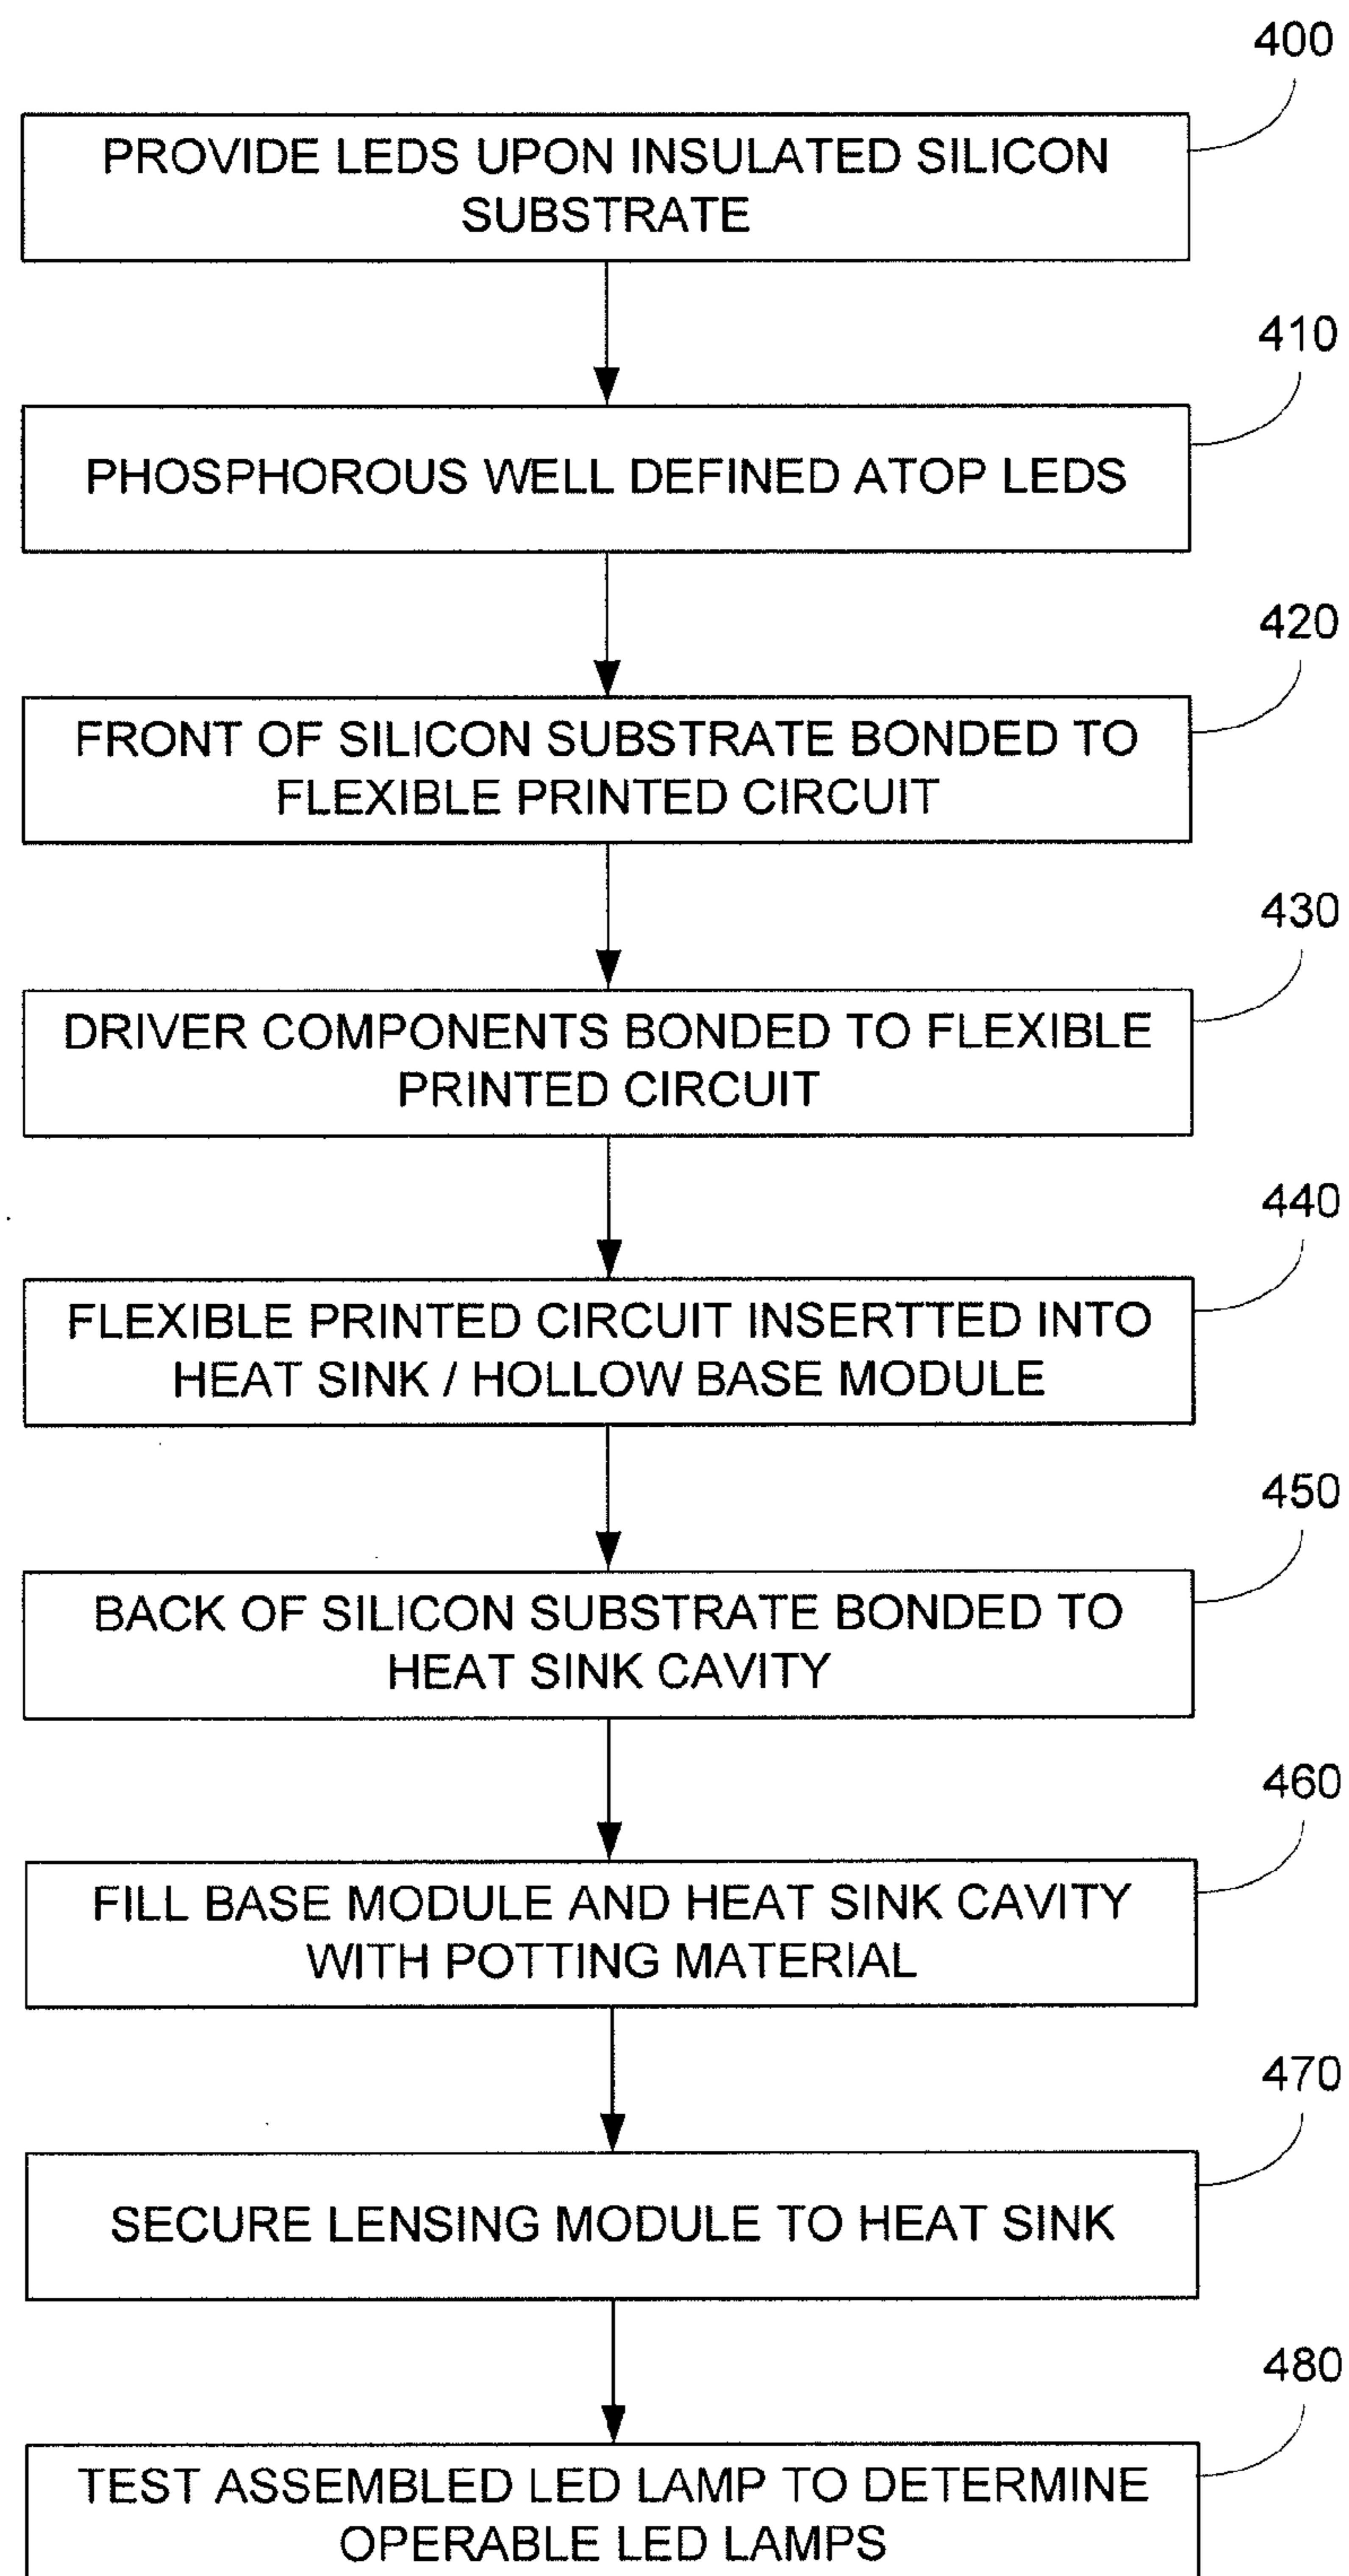 400
PROVIDE LEDS UPON INSULATED SILICON
SUBSTRATE
410
PHOSPHOROUS WELL DEFINED ATOP LEDS
420
FRONT OF SILICON SUBSTRATE BONDED TO
FLEXIBLE PRINTED CIRCUIT
430
DRIVER COMPONENTS BONDED TO FLEXIBLE
PRINTED CIRCUIT
440
FLEXIBLE PRINTED CIRCUIT INSERTTED INTO
HEAT SINK / HOLLOW BASE MODULE
450
BACK OF SILICON SUBSTRATE BONDED TO
HEAT SINK CAVITY
460
FILL BASE MODULE AND HEAT SINK CAVITY
WITH POTTING MATERIAL
470
SECURE LENSING MODULE TO HEAT SINK
480
TEST ASSEMBLED LED LAMP TO DETERMINE
OPERABLE LED LAMPS